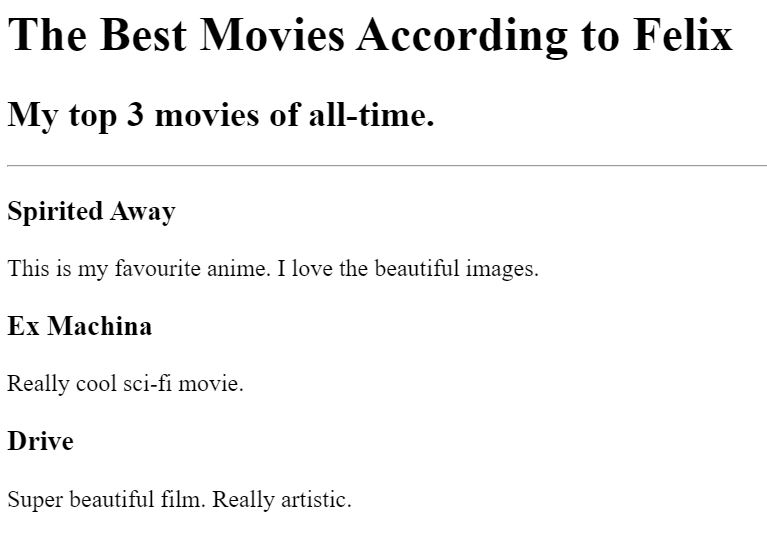 The Best Movies According to Felix
My top 3 movies of all-time.
Spirited Away
This is my favourite anime. I love the beautiful images.
Ex Machina
Really cool sci-fi movie.
Drive
Super beautiful film. Really artistic.